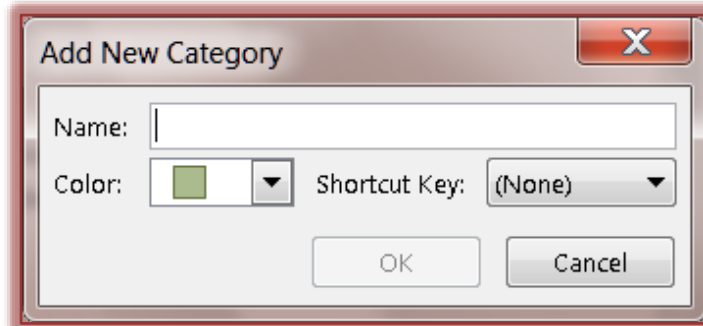 Add New Category
X
Name:
Color: Shortcut Key: (None)
OK Cancel